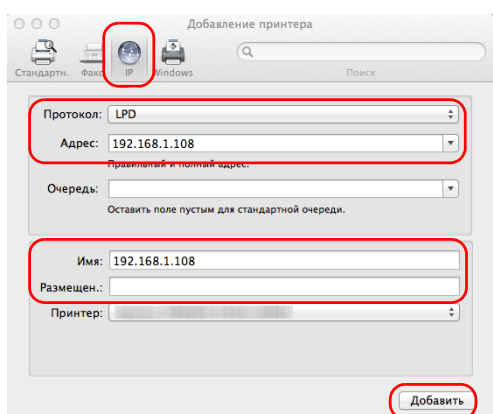 Добавление принтера
Стандартн. Факс IP Windows Поиск
Протокол: LPD
Адрес: 192.168.1.108
Правильный и полный адрес.
Очередь:
Оставить поле пустым для стандартной очереди.
Имя: 192.168.1.108
Размещен.:
Принтер:
Добавить